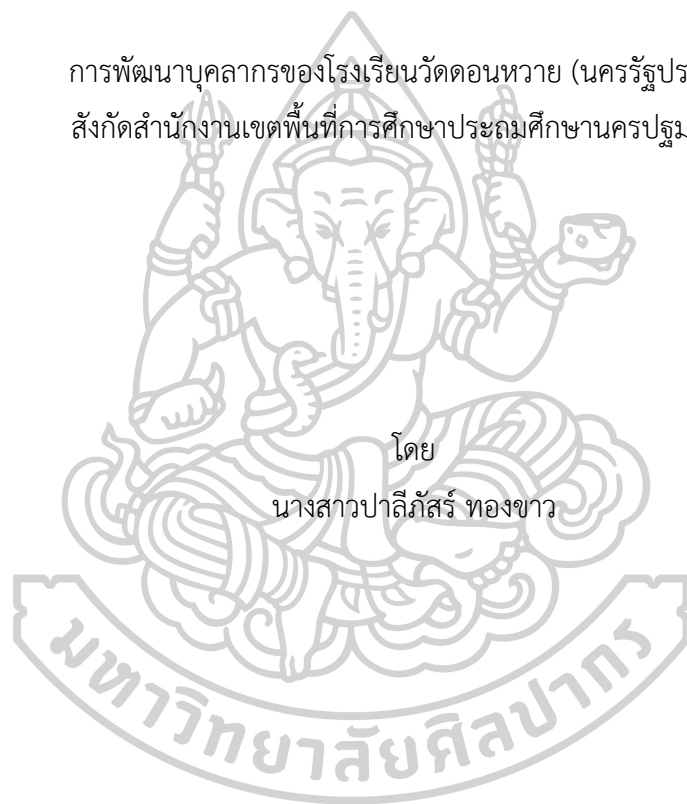 การพัฒนาบุคลากรของโรงเรียนวัดดอนหวาย (นครรัฐปร
สังกัดสำนักงานเขตพื้นที่การศึกษาประถมศึกษานครปฐม
โดย
นางสาวปาลีภัสร์ ทองขาว
มหาวิทยาลัยศิลปากร